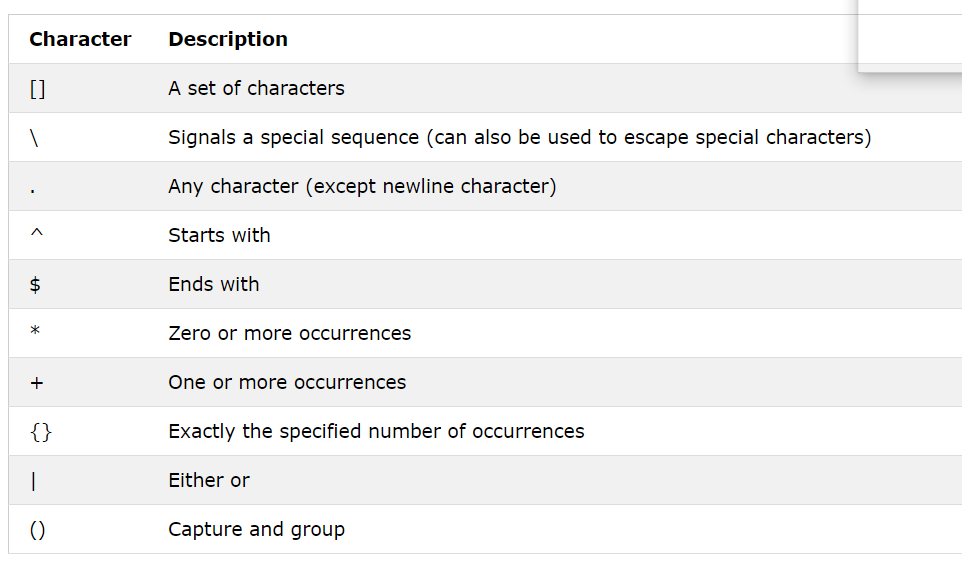 Character Description
[] A set of characters
\ Signals a special sequence (can also be used to escape special characters)
. Any character (except newline character)
^ Starts with
$ Ends with
* Zero or more occurrences
+ One or more occurrences
{} Exactly the specified number of occurrences
| Either or
() Capture and group